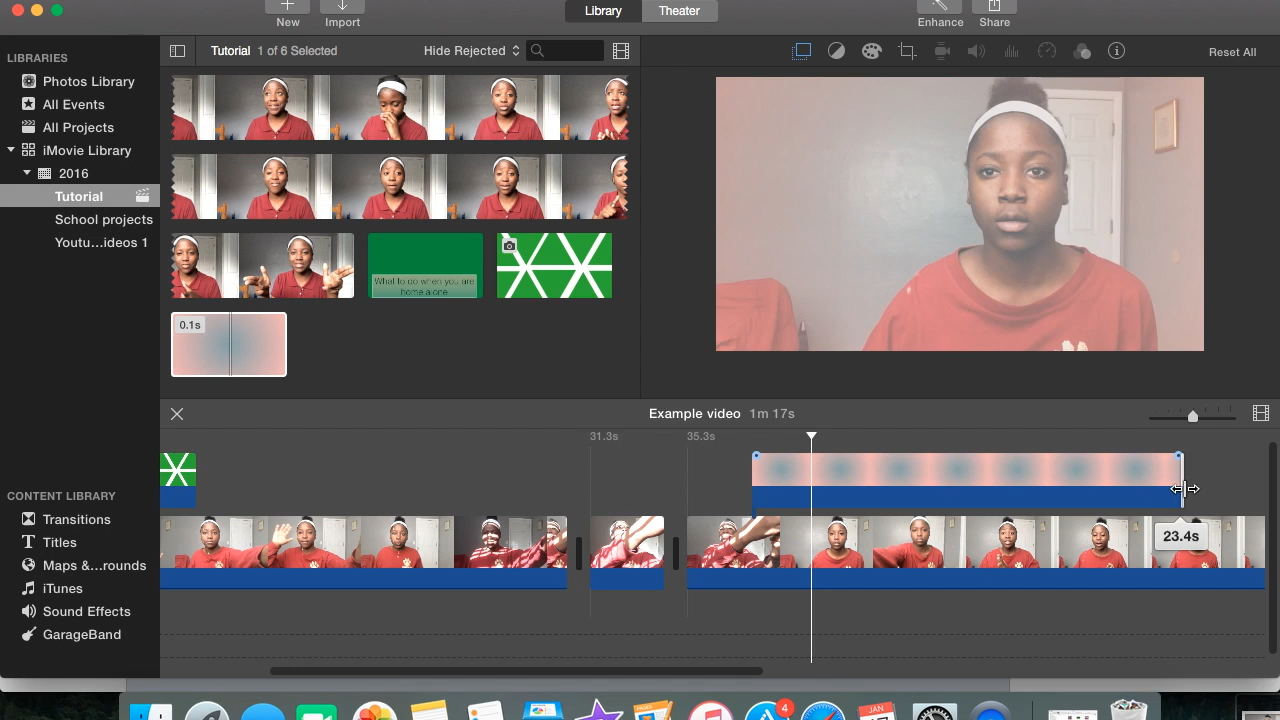 New
Import
Library
Theater
Enhance
Share
LIBRARIES
Tutorial 1 of 6 Selected
Hide Rejected
Reset All
Photos Library
All Events
All Projects
iMovie Library
2016
Tutorial
School projects
Youtu...ideos 1
What to do when you are
home alone
0.1s
Example video 1m 17s
31.3s
35.3s
23.4s
CONTENT LIBRARY
Transitions
T Titles
Maps &...rounds
iTunes
Sound Effects
GarageBand
4
JAN